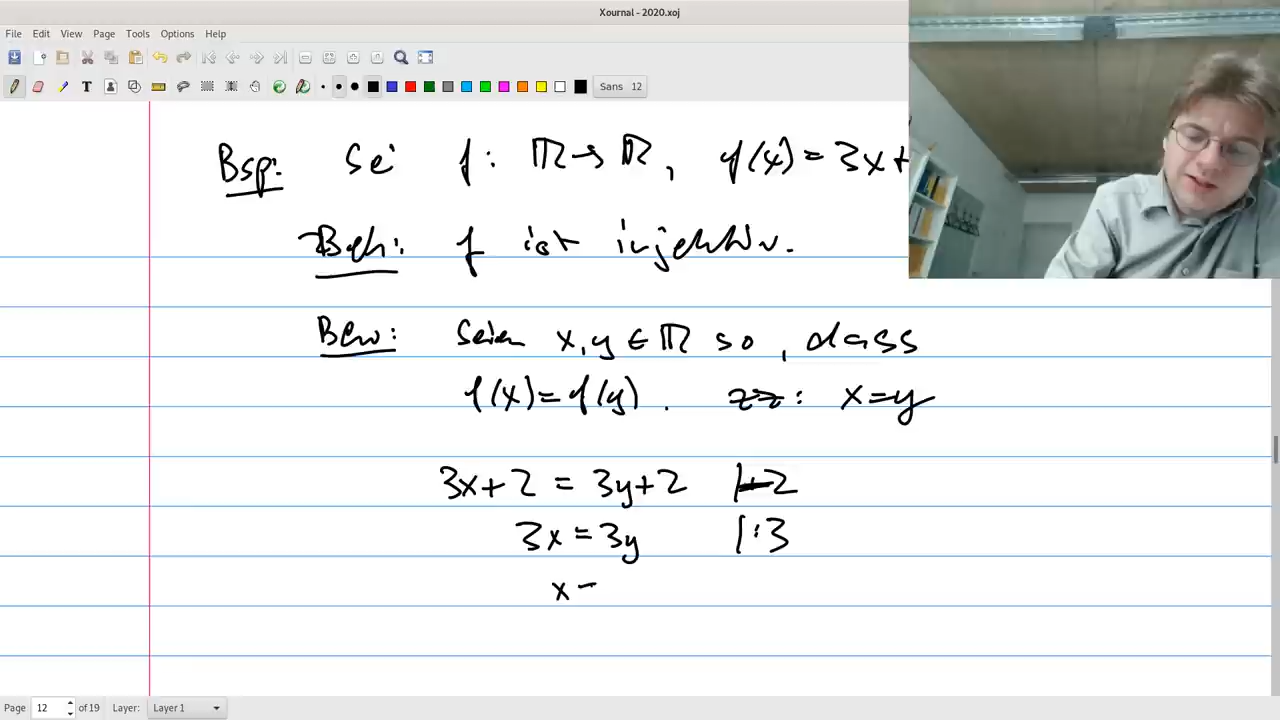 Xournal - 2020.xoj
File Edit View Page Tools Options Help
T Sans 12
Bsp: Sei f: ℝ→ℝ, f(x)=3x+
Beh: f ist injektiv.
Bew: Seien x,y ∈ ℝ so, dass
f(x)=f(y). zz: x=y
3x+2 = 3y+2 |-2
3x=3y |:3
x=
Page 12 of 19 Layer: Layer 1